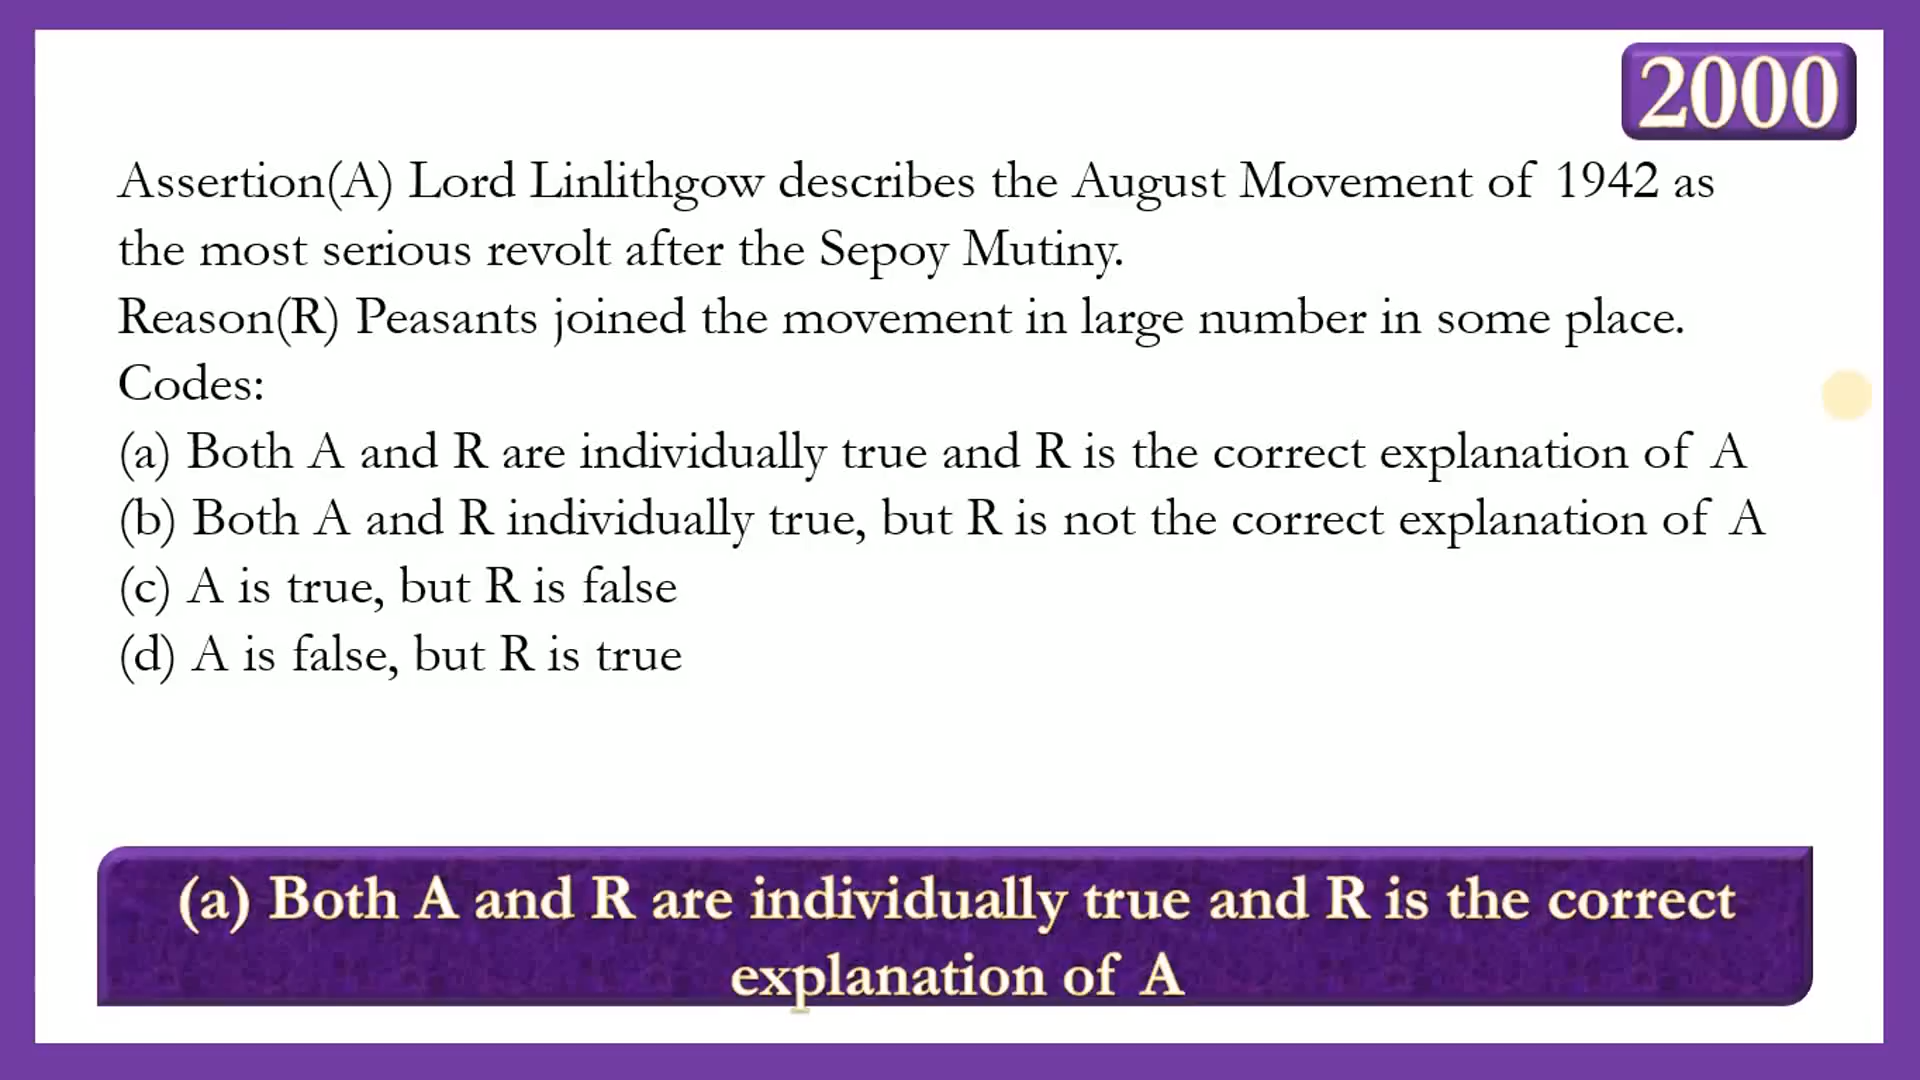 2000
Assertion(A) Lord Linlithgow describes the August Movement of 1942 as
the most serious revolt after the Sepoy Mutiny.
Reason(R) Peasants joined the movement in large number in some place.
Codes:
(a) Both A and R are individually true and R is the correct explanation of A
(b) Both A and R individually true, but R is not the correct explanation of A
(c) A is true, but R is false
(d) A is false, but R is true
(a) Both A and R are individually true and R is the correct
explanation of A